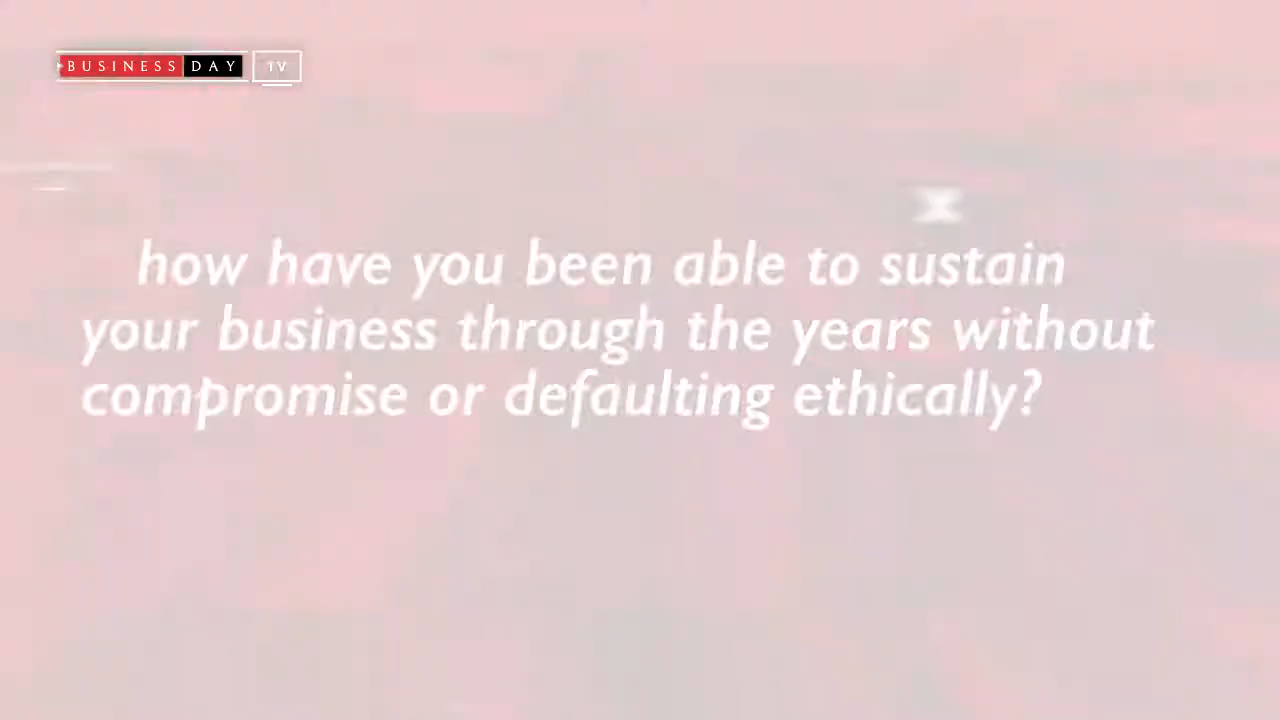 BUSINESS DAY TV
how have you been able to sustain
your business through the years without
compromise or defaulting ethically?